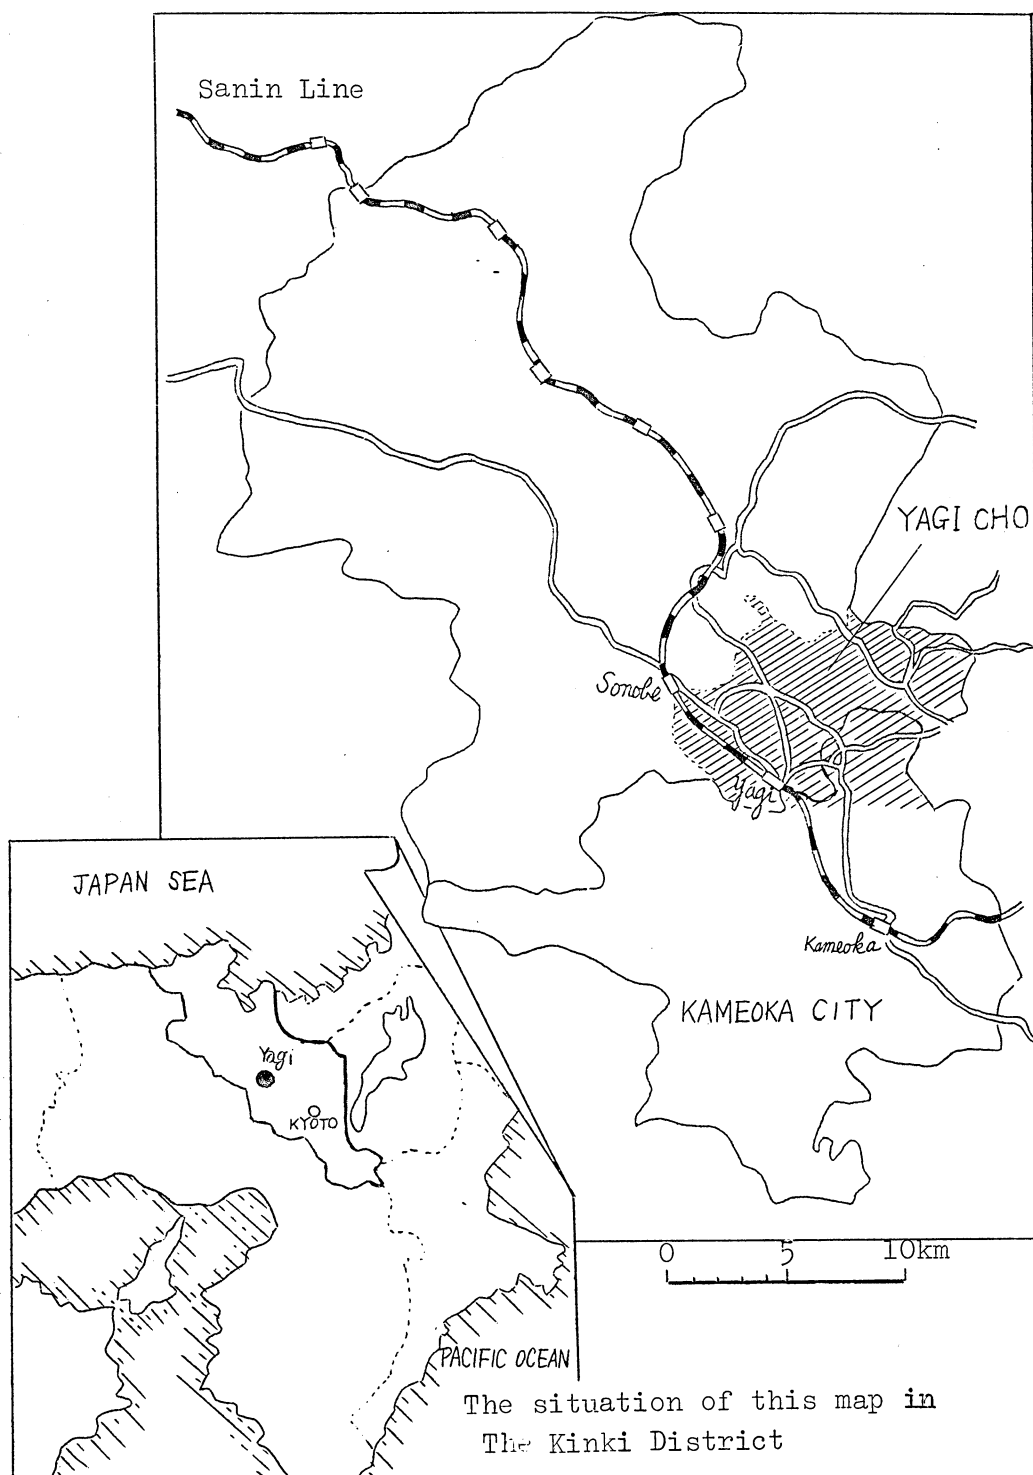 Sanin Line
YAGI CHO
Sonobe
Yagi
Kameoka
KAMEOKA CITY
JAPAN SEA
Yagi
KYOTO
PACIFIC OCEAN
0 5 10km
The situation of this map in
The Kinki District